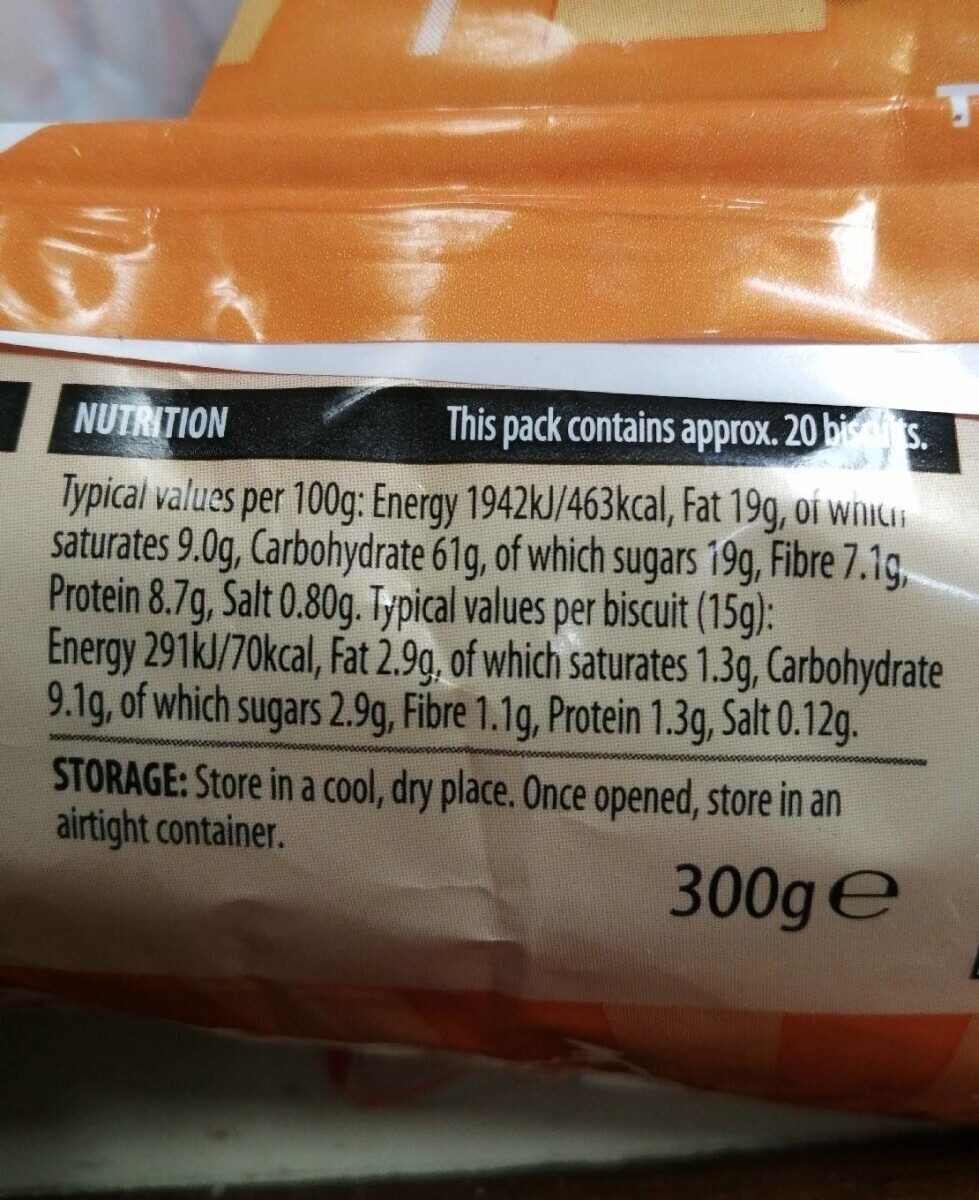 NUTRITION This pack contains approx. 20 biscuits.
Typical values per 100g: Energy 1942kJ/463kcal, Fat 19g, of which
saturates 9.0g, Carbohydrate 61g, of which sugars 19g, Fibre 7.1g,
Protein 8.7g, Salt 0.80g. Typical values per biscuit (15g):
Energy 291kJ/70kcal, Fat 2.9g, of which saturates 1.3g, Carbohydrate
9.1g, of which sugars 2.9g, Fibre 1.1g, Protein 1.3g, Salt 0.12g.
STORAGE: Store in a cool, dry place. Once opened, store in an
airtight container.
300g e